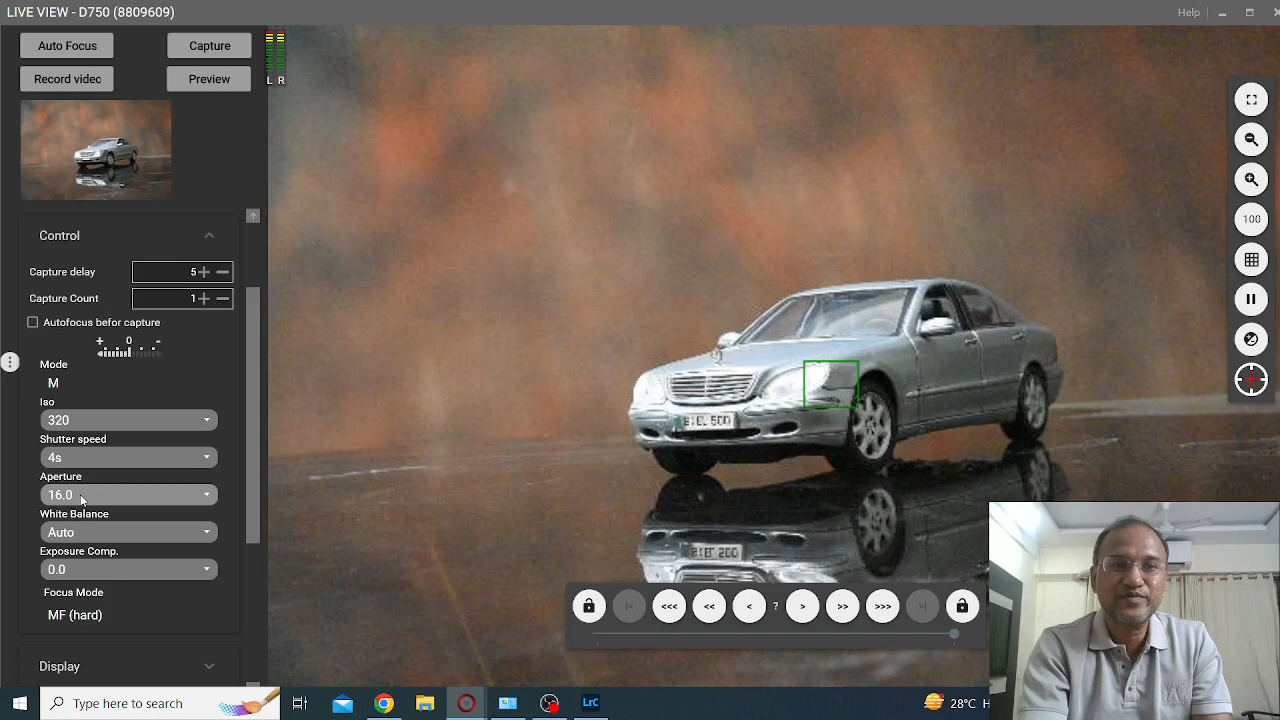 LIVE VIEW - D750 (8809609)
Help
Auto Focus
Capture
Record video
Preview
L R
100
Control
Capture delay
5
Capture Count
1
Autofocus befor capture
+ 0 -
Mode
M
Iso
320
Shutter speed
4s
Aperture
16.0
White Balance
Auto
Exposure Comp.
0.0
Focus Mode
MF (hard)
Display
|< <<< << < ? > >> >>> >|
Type here to search
LrC
28°C H